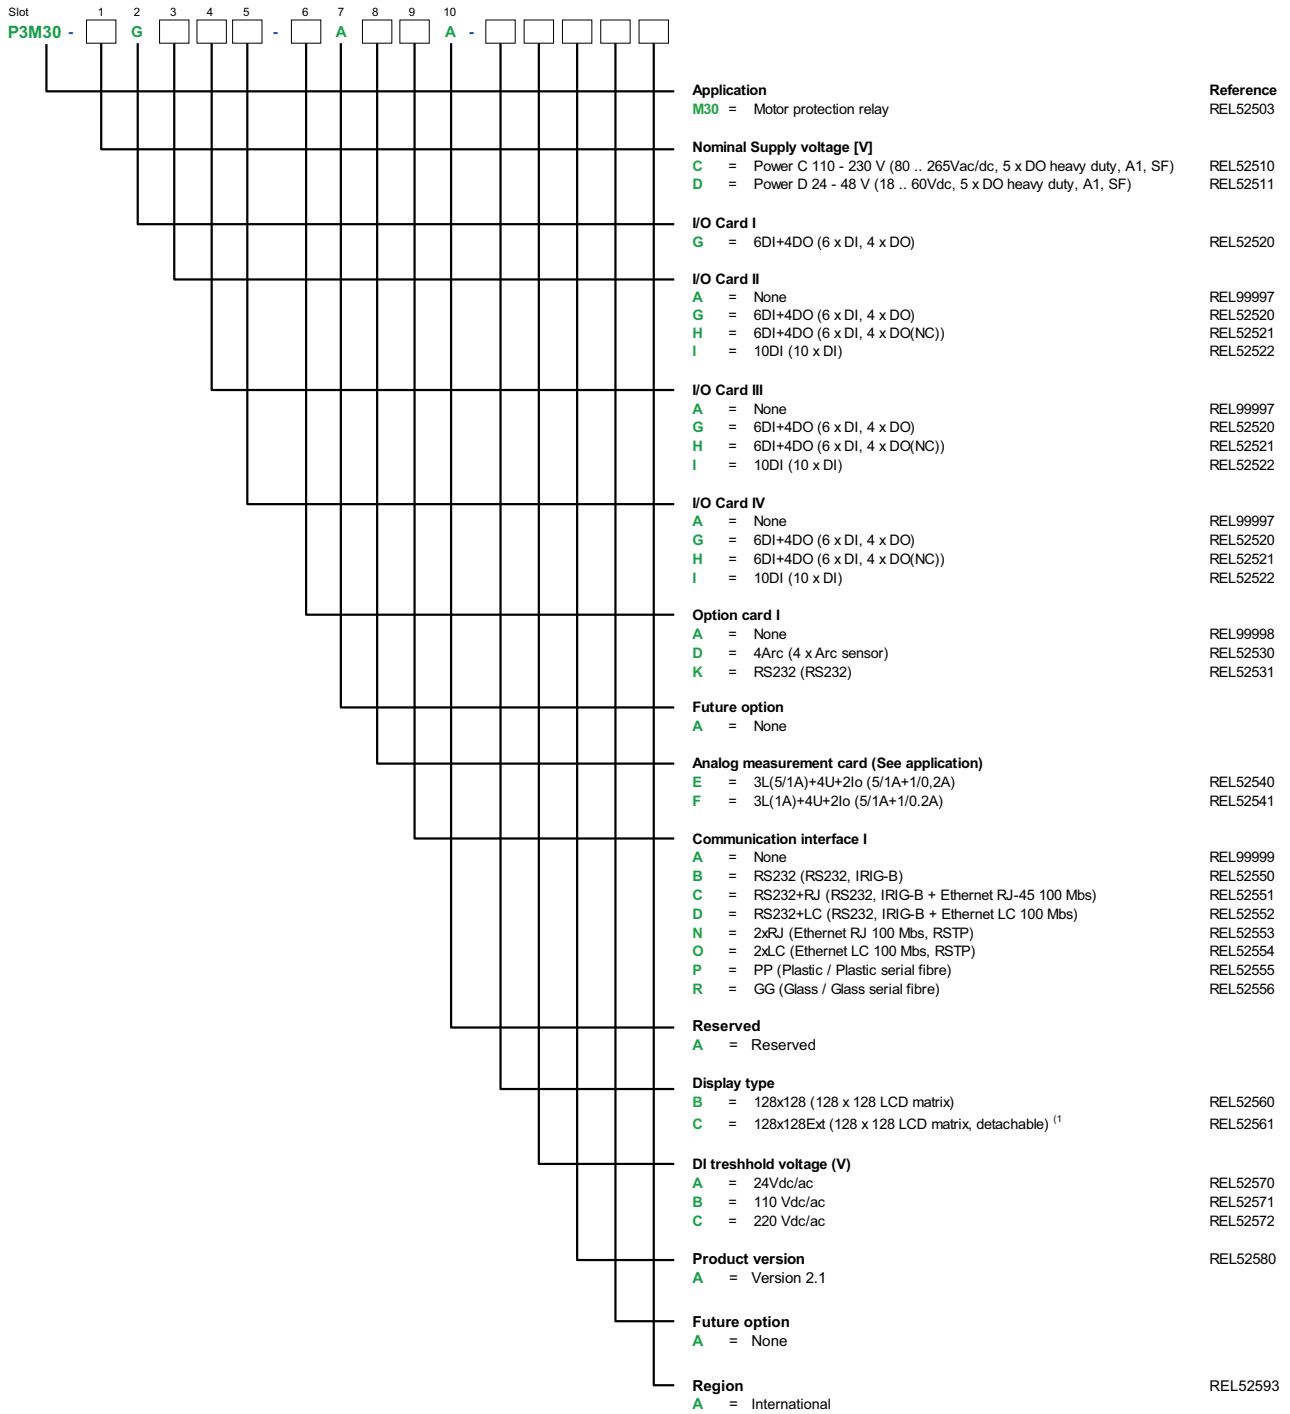 Slot 1 2 3 4 5 6 7 8 9 10
P3M30 - G - A A -
Application Reference
M30 = Motor protection relay REL52503
Nominal Supply voltage [V]
C = Power C 110 - 230 V (80 .. 265Vac/dc, 5 x DO heavy duty, A1, SF) REL52510
D = Power D 24 - 48 V (18 .. 60Vdc, 5 x DO heavy duty, A1, SF) REL52511
I/O Card I
G = 6DI+4DO (6 x DI, 4 x DO) REL52520
I/O Card II
A = None REL99997
G = 6DI+4DO (6 x DI, 4 x DO) REL52520
H = 6DI+4DO (6 x DI, 4 x DO(NC)) REL52521
I = 10DI (10 x DI) REL52522
I/O Card III
A = None REL99997
G = 6DI+4DO (6 x DI, 4 x DO) REL52520
H = 6DI+4DO (6 x DI, 4 x DO(NC)) REL52521
I = 10DI (10 x DI) REL52522
I/O Card IV
A = None REL99997
G = 6DI+4DO (6 x DI, 4 x DO) REL52520
H = 6DI+4DO (6 x DI, 4 x DO(NC)) REL52521
I = 10DI (10 x DI) REL52522
Option card I
A = None REL99998
D = 4Arc (4 x Arc sensor) REL52530
K = RS232 (RS232) REL52531
Future option
A = None
Analog measurement card (See application)
E = 3L(5/1A)+4U+2Io (5/1A+1/0,2A) REL52540
F = 3L(1A)+4U+2Io (5/1A+1/0.2A) REL52541
Communication interface I
A = None REL99999
B = RS232 (RS232, IRIG-B) REL52550
C = RS232+RJ (RS232, IRIG-B + Ethernet RJ-45 100 Mbs) REL52551
D = RS232+LC (RS232, IRIG-B + Ethernet LC 100 Mbs) REL52552
N = 2xRJ (Ethernet RJ 100 Mbs, RSTP) REL52553
O = 2xLC (Ethernet LC 100 Mbs, RSTP) REL52554
P = PP (Plastic / Plastic serial fibre) REL52555
R = GG (Glass / Glass serial fibre) REL52556
Reserved
A = Reserved
Display type
B = 128x128 (128 x 128 LCD matrix) REL52560
C = 128x128Ext (128 x 128 LCD matrix, detachable) (1 REL52561
DI treshhold voltage (V)
A = 24Vdc/ac REL52570
B = 110 Vdc/ac REL52571
C = 220 Vdc/ac REL52572
Product version REL52580
A = Version 2.1
Future option
A = None
Region REL52593
A = International